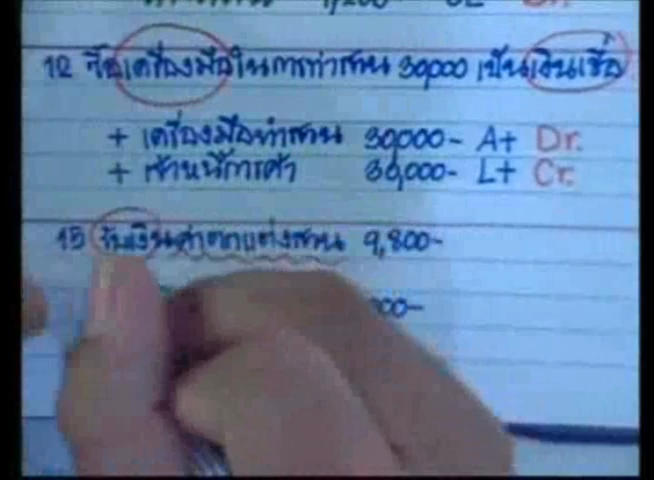 12 ซื้อเครื่องมือในการทำสวน 30,000 เป็นเงินเชื่อ
+ เครื่องมือทำสวน 30,000- A+ Dr.
+ เจ้าหนี้การค้า 30,000- L+ Cr.
15 รับเงินค่าตกแต่งสวน 9,800-